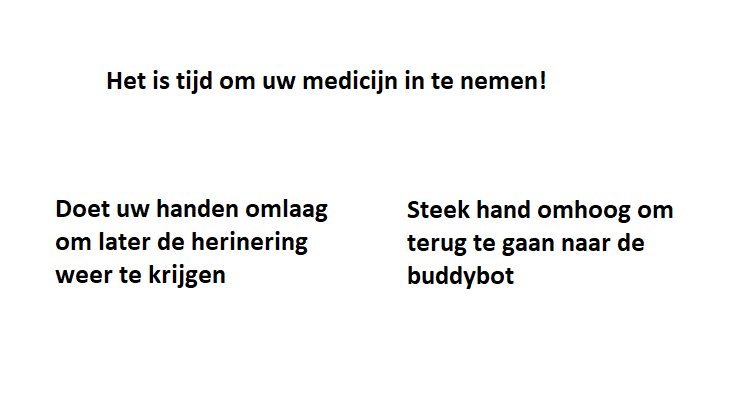 Het is tijd om uw medicijn in te nemen!
Doet uw handen omlaag
om later de herinering
weer te krijgen
Steek hand omhoog om
terug te gaan naar de
buddybot